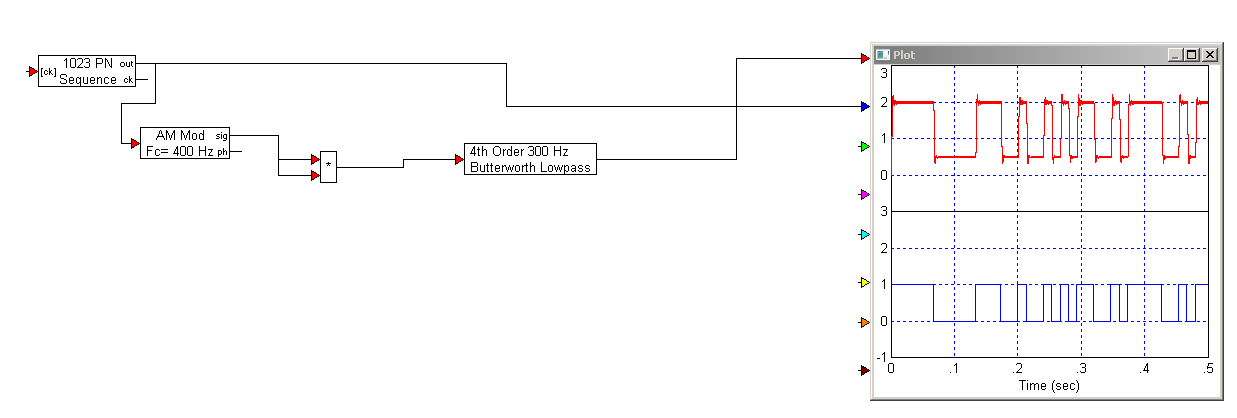 1023 PN out
[ck]
Sequence ck
AM Mod sig
Fc= 400 Hz ph
*
4th Order 300 Hz
Butterworth Lowpass
Plot
3
2
1
0
3
2
1
0
-1
0 .1 .2 .3 .4 .5
Time (sec)